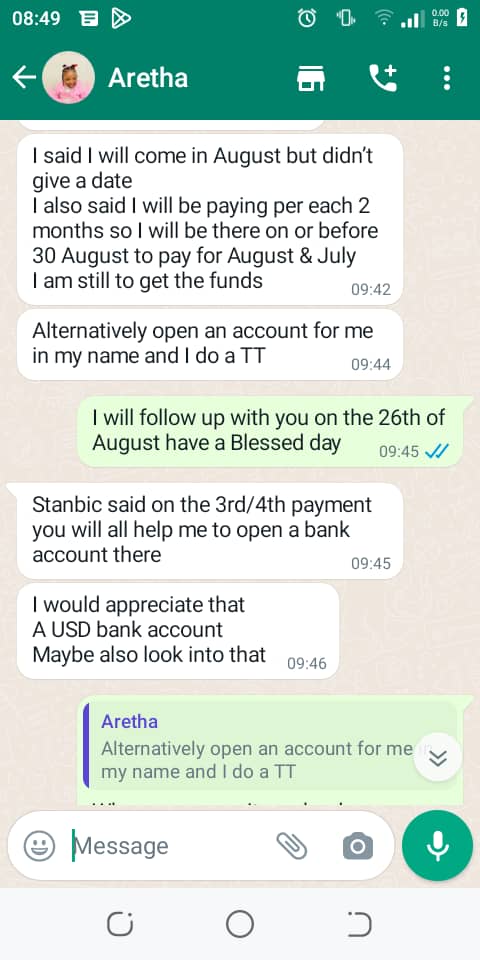 08:49
0.00
B/s
Aretha
I said I will come in August but didn't
give a date
I also said I will be paying per each 2
months so I will be there on or before
30 August to pay for August & July
I am still to get the funds
09:42
Alternatively open an account for me
in my name and I do a TT
09:44
I will follow up with you on the 26th of
August have a Blessed day
09:45
Stanbic said on the 3rd/4th payment
you will all help me to open a bank
account there
09:45
I would appreciate that
A USD bank account
Maybe also look into that
09:46
Aretha
Alternatively open an account for me in
my name and I do a TT
Message